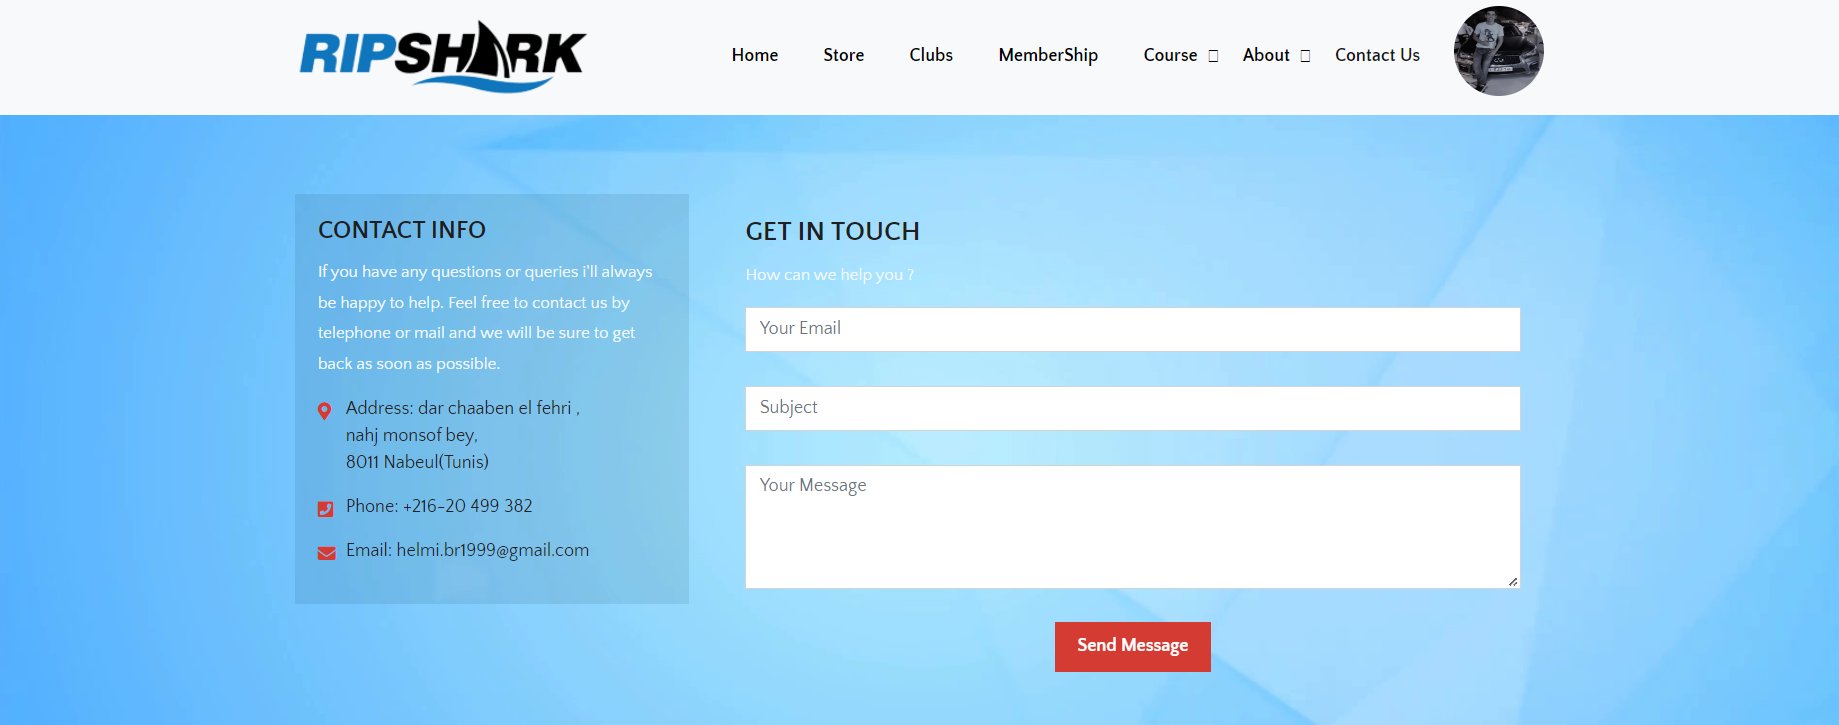 RIPSHARK
Home Store Clubs MemberShip Course About Contact Us
CONTACT INFO
If you have any questions or queries i'll always
be happy to help. Feel free to contact us by
telephone or mail and we will be sure to get
back as soon as possible.
Address: dar chaaben el fehri ,
nahj monsof bey,
8011 Nabeul(Tunis)
Phone: +216-20 499 382
Email: helmi.br1999@gmail.com
GET IN TOUCH
How can we help you ?
Your Email
Subject
Your Message
Send Message